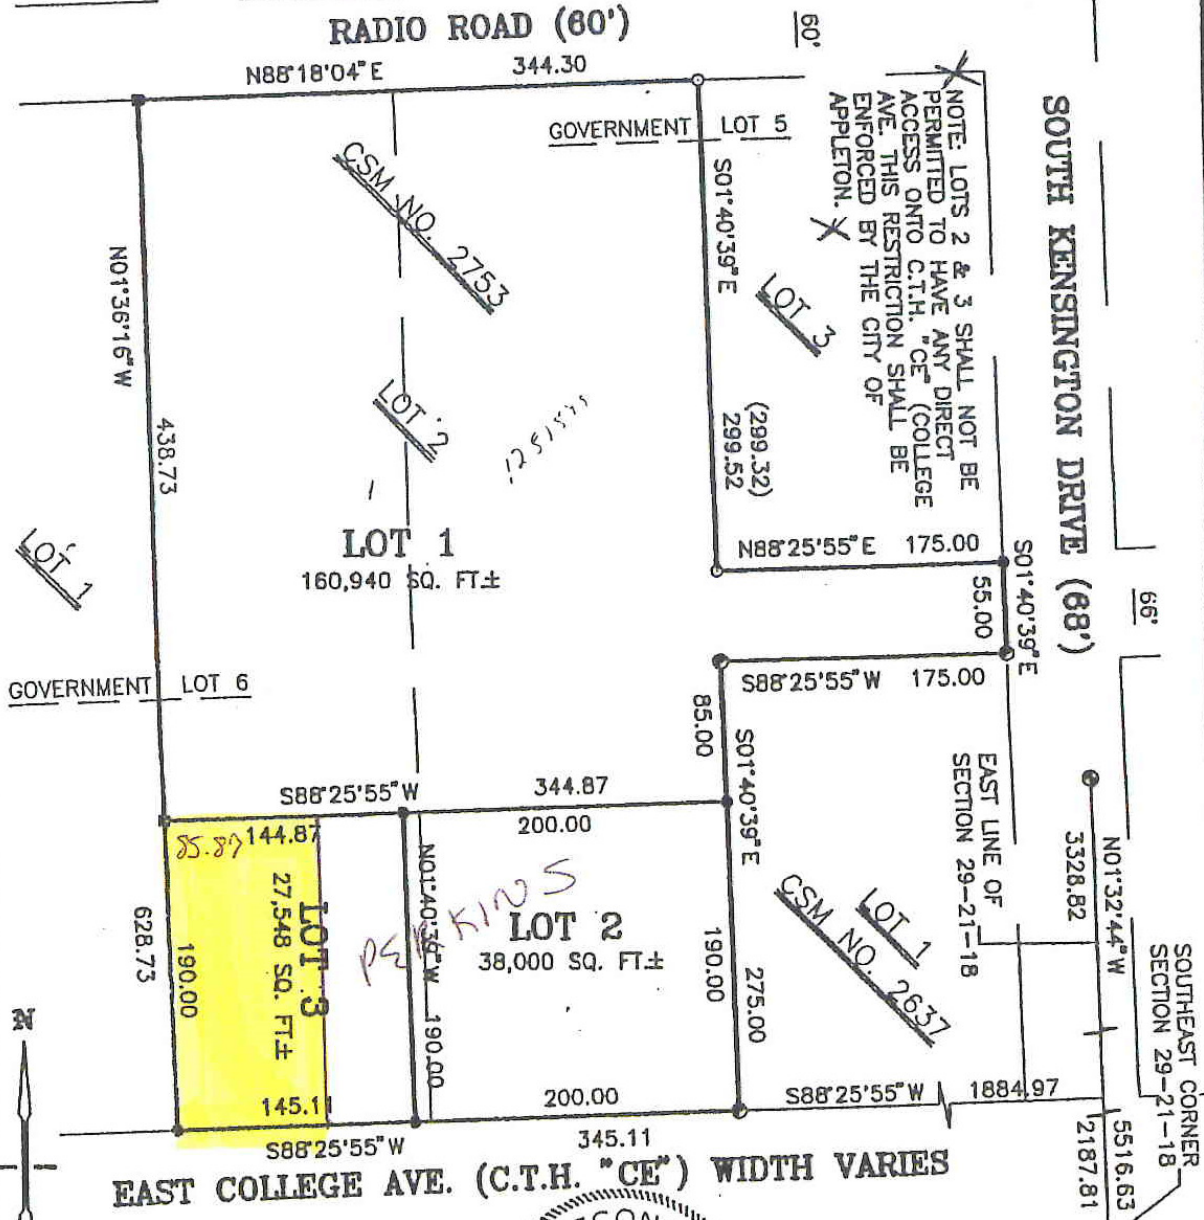 RADIO ROAD (60')
60'
N88°18'04"E 344.30
GOVERNMENT LOT 5
CSM NO. 2753
S01°40'39"E
NOTE: LOTS 2 & 3 SHALL NOT BE
PERMITTED TO HAVE ANY DIRECT
ACCESS ONTO C.T.H. "CE" (COLLEGE
AVE. THIS RESTRICTION SHALL BE
ENFORCED BY THE CITY OF
APPLETON.
SOUTH KENSINGTON DRIVE (68')
LOT 3
N01°36'16"W
438.73
LOT 2
(299.32)
299.52
LOT 1
160,940 SQ. FT.±
N88°25'55"E 175.00
S01°40'39"E
55.00
66'
LOT 1
GOVERNMENT LOT 6
S88°25'55"W 175.00
85.00
S01°40'39"E
EAST LINE OF
SECTION 29-21-18
S88°25'55"W 344.87
200.00
85.87 144.87
LOT 3
27,548 SQ. FT.±
628.73
190.00
145.11
N01°40'39"W 190.00
PERKINS
LOT 2
38,000 SQ. FT.±
190.00
275.00
LOT 1
CSM NO. 2637
N01°32'44"W
3328.82
SOUTHEAST CORNER
SECTION 29-21-18
200.00
S88°25'55"W 1884.97
S88°25'55"W 345.11
5516.63
2187.81
N
EAST COLLEGE AVE. (C.T.H. "CE") WIDTH VARIES